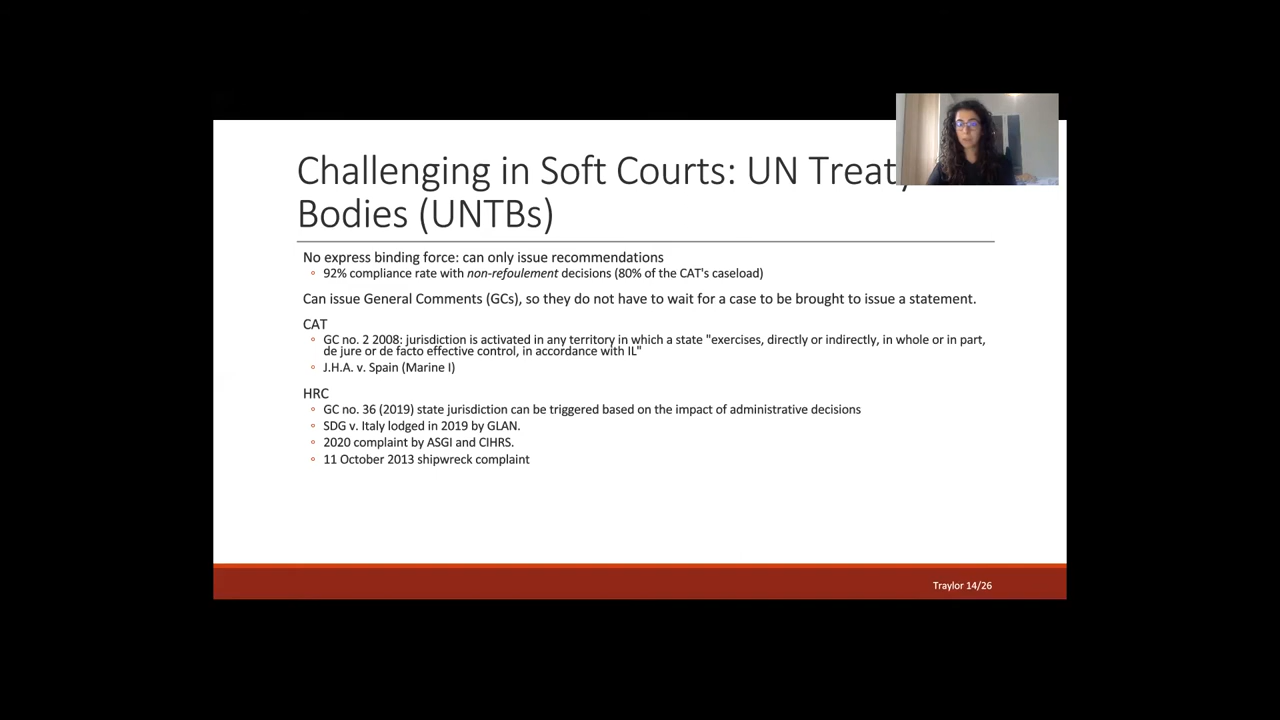 Challenging in Soft Courts: UN Treaty
Bodies (UNTBs)
No express binding force: can only issue recommendations
◦ 92% compliance rate with non-refoulement decisions (80% of the CAT's caseload)
Can issue General Comments (GCs), so they do not have to wait for a case to be brought to issue a statement.
CAT
◦ GC no. 2 2008: jurisdiction is activated in any territory in which a state "exercises, directly or indirectly, in whole or in part,
de jure or de facto effective control, in accordance with IL"
◦ J.H.A. v. Spain (Marine I)
HRC
◦ GC no. 36 (2019) state jurisdiction can be triggered based on the impact of administrative decisions
◦ SDG v. Italy lodged in 2019 by GLAN.
◦ 2020 complaint by ASGI and CIHRS.
◦ 11 October 2013 shipwreck complaint
Traylor 14/26